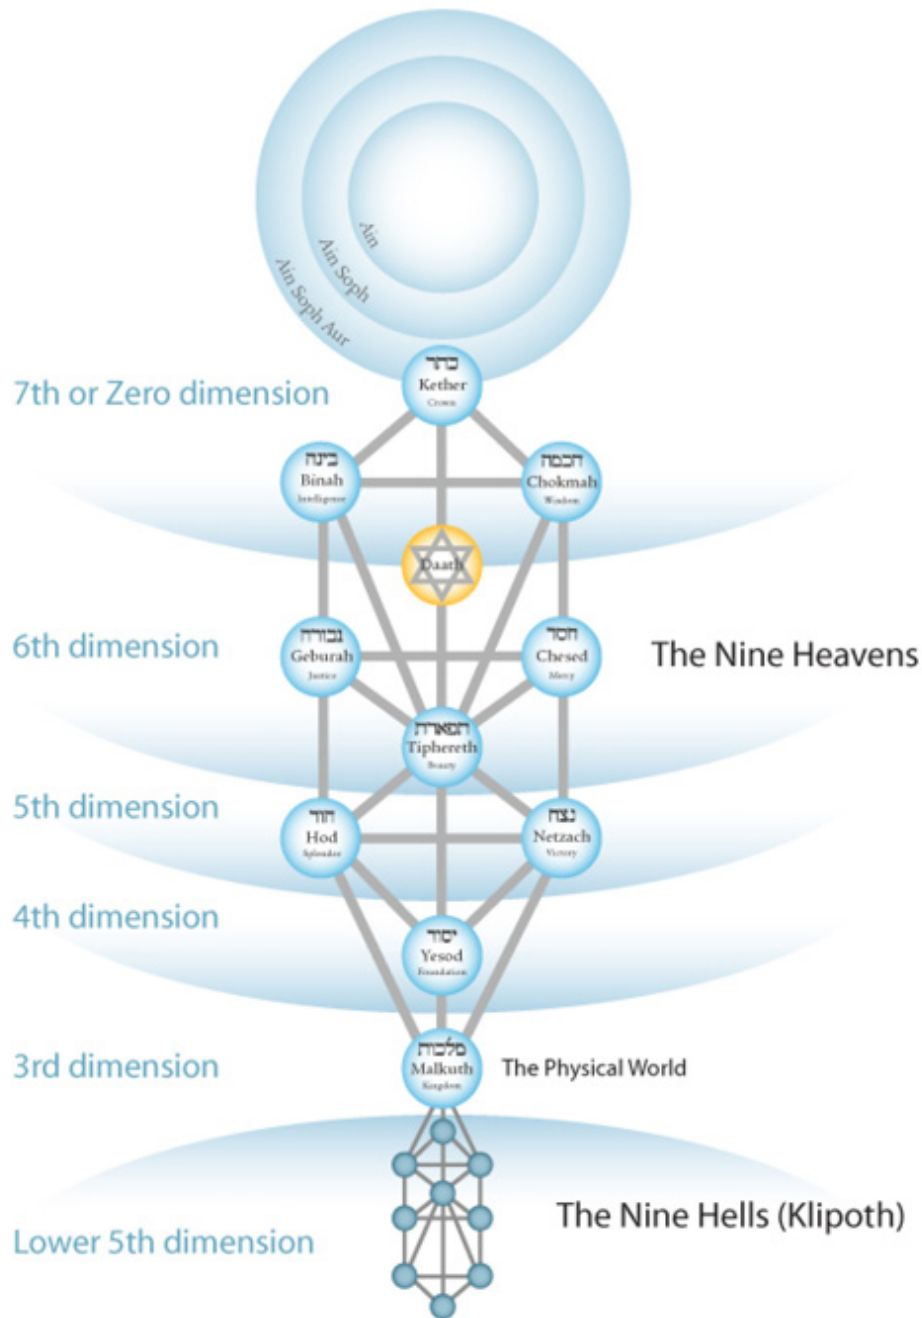 Ain
Ain Soph
Ain Soph Aur
כתר
Kether
Crown
7th or Zero dimension
בינה
Binah
Intelligence
חכמה
Chokmah
Wisdom
Daath
6th dimension
גבורה
Geburah
Justice
חסד
Chesed
Mercy
The Nine Heavens
תפארת
Tiphereth
Beauty
5th dimension
הוד
Hod
Splendor
נצח
Netzach
Victory
4th dimension
יסוד
Yesod
Foundation
3rd dimension
מלכות
Malkuth
Kingdom
The Physical World
The Nine Hells (Klipoth)
Lower 5th dimension